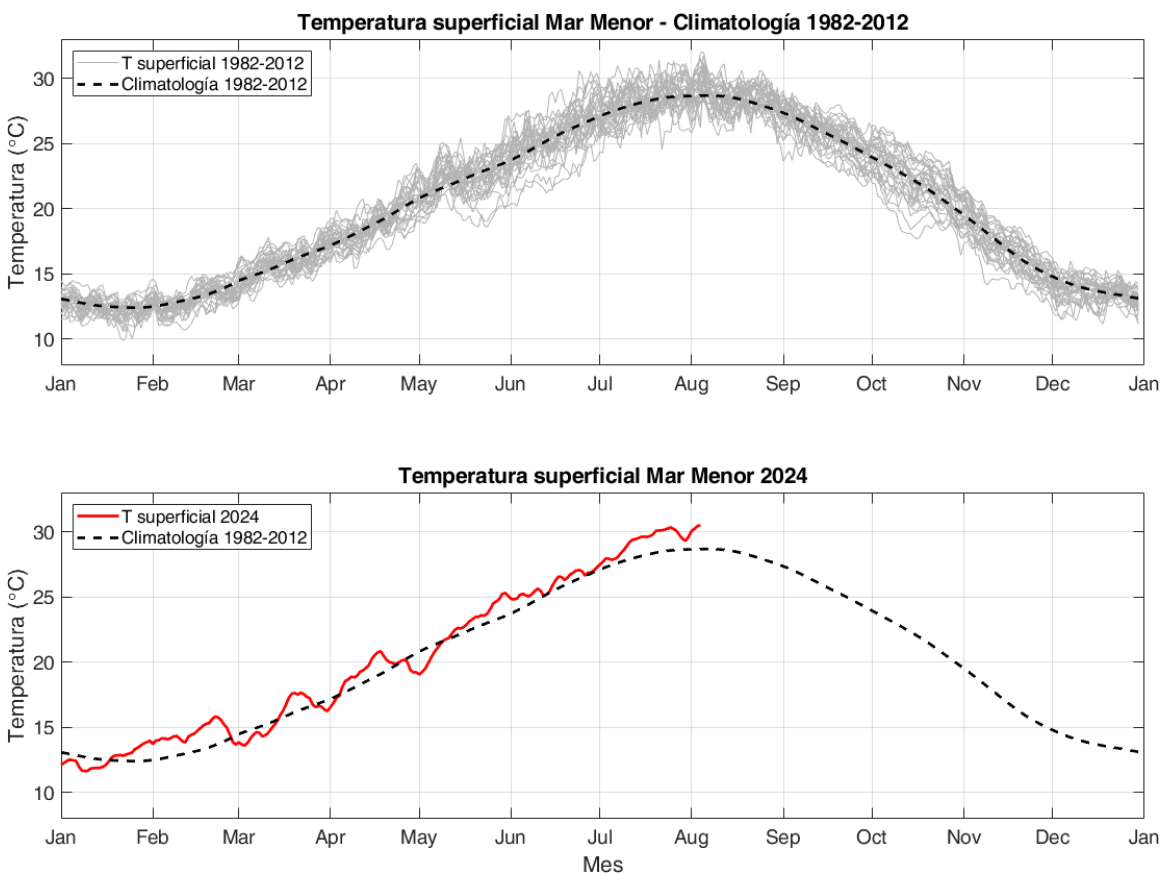 Temperatura superficial Mar Menor - Climatología 1982-2012
T superficial 1982-2012
Climatología 1982-2012
Temperatura (°C)
30
25
20
15
10
Jan Feb Mar Apr May Jun Jul Aug Sep Oct Nov Dec Jan
Temperatura superficial Mar Menor 2024
T superficial 2024
Climatología 1982-2012
Temperatura (°C)
30
25
20
15
10
Jan Feb Mar Apr May Jun Jul Aug Sep Oct Nov Dec Jan
Mes